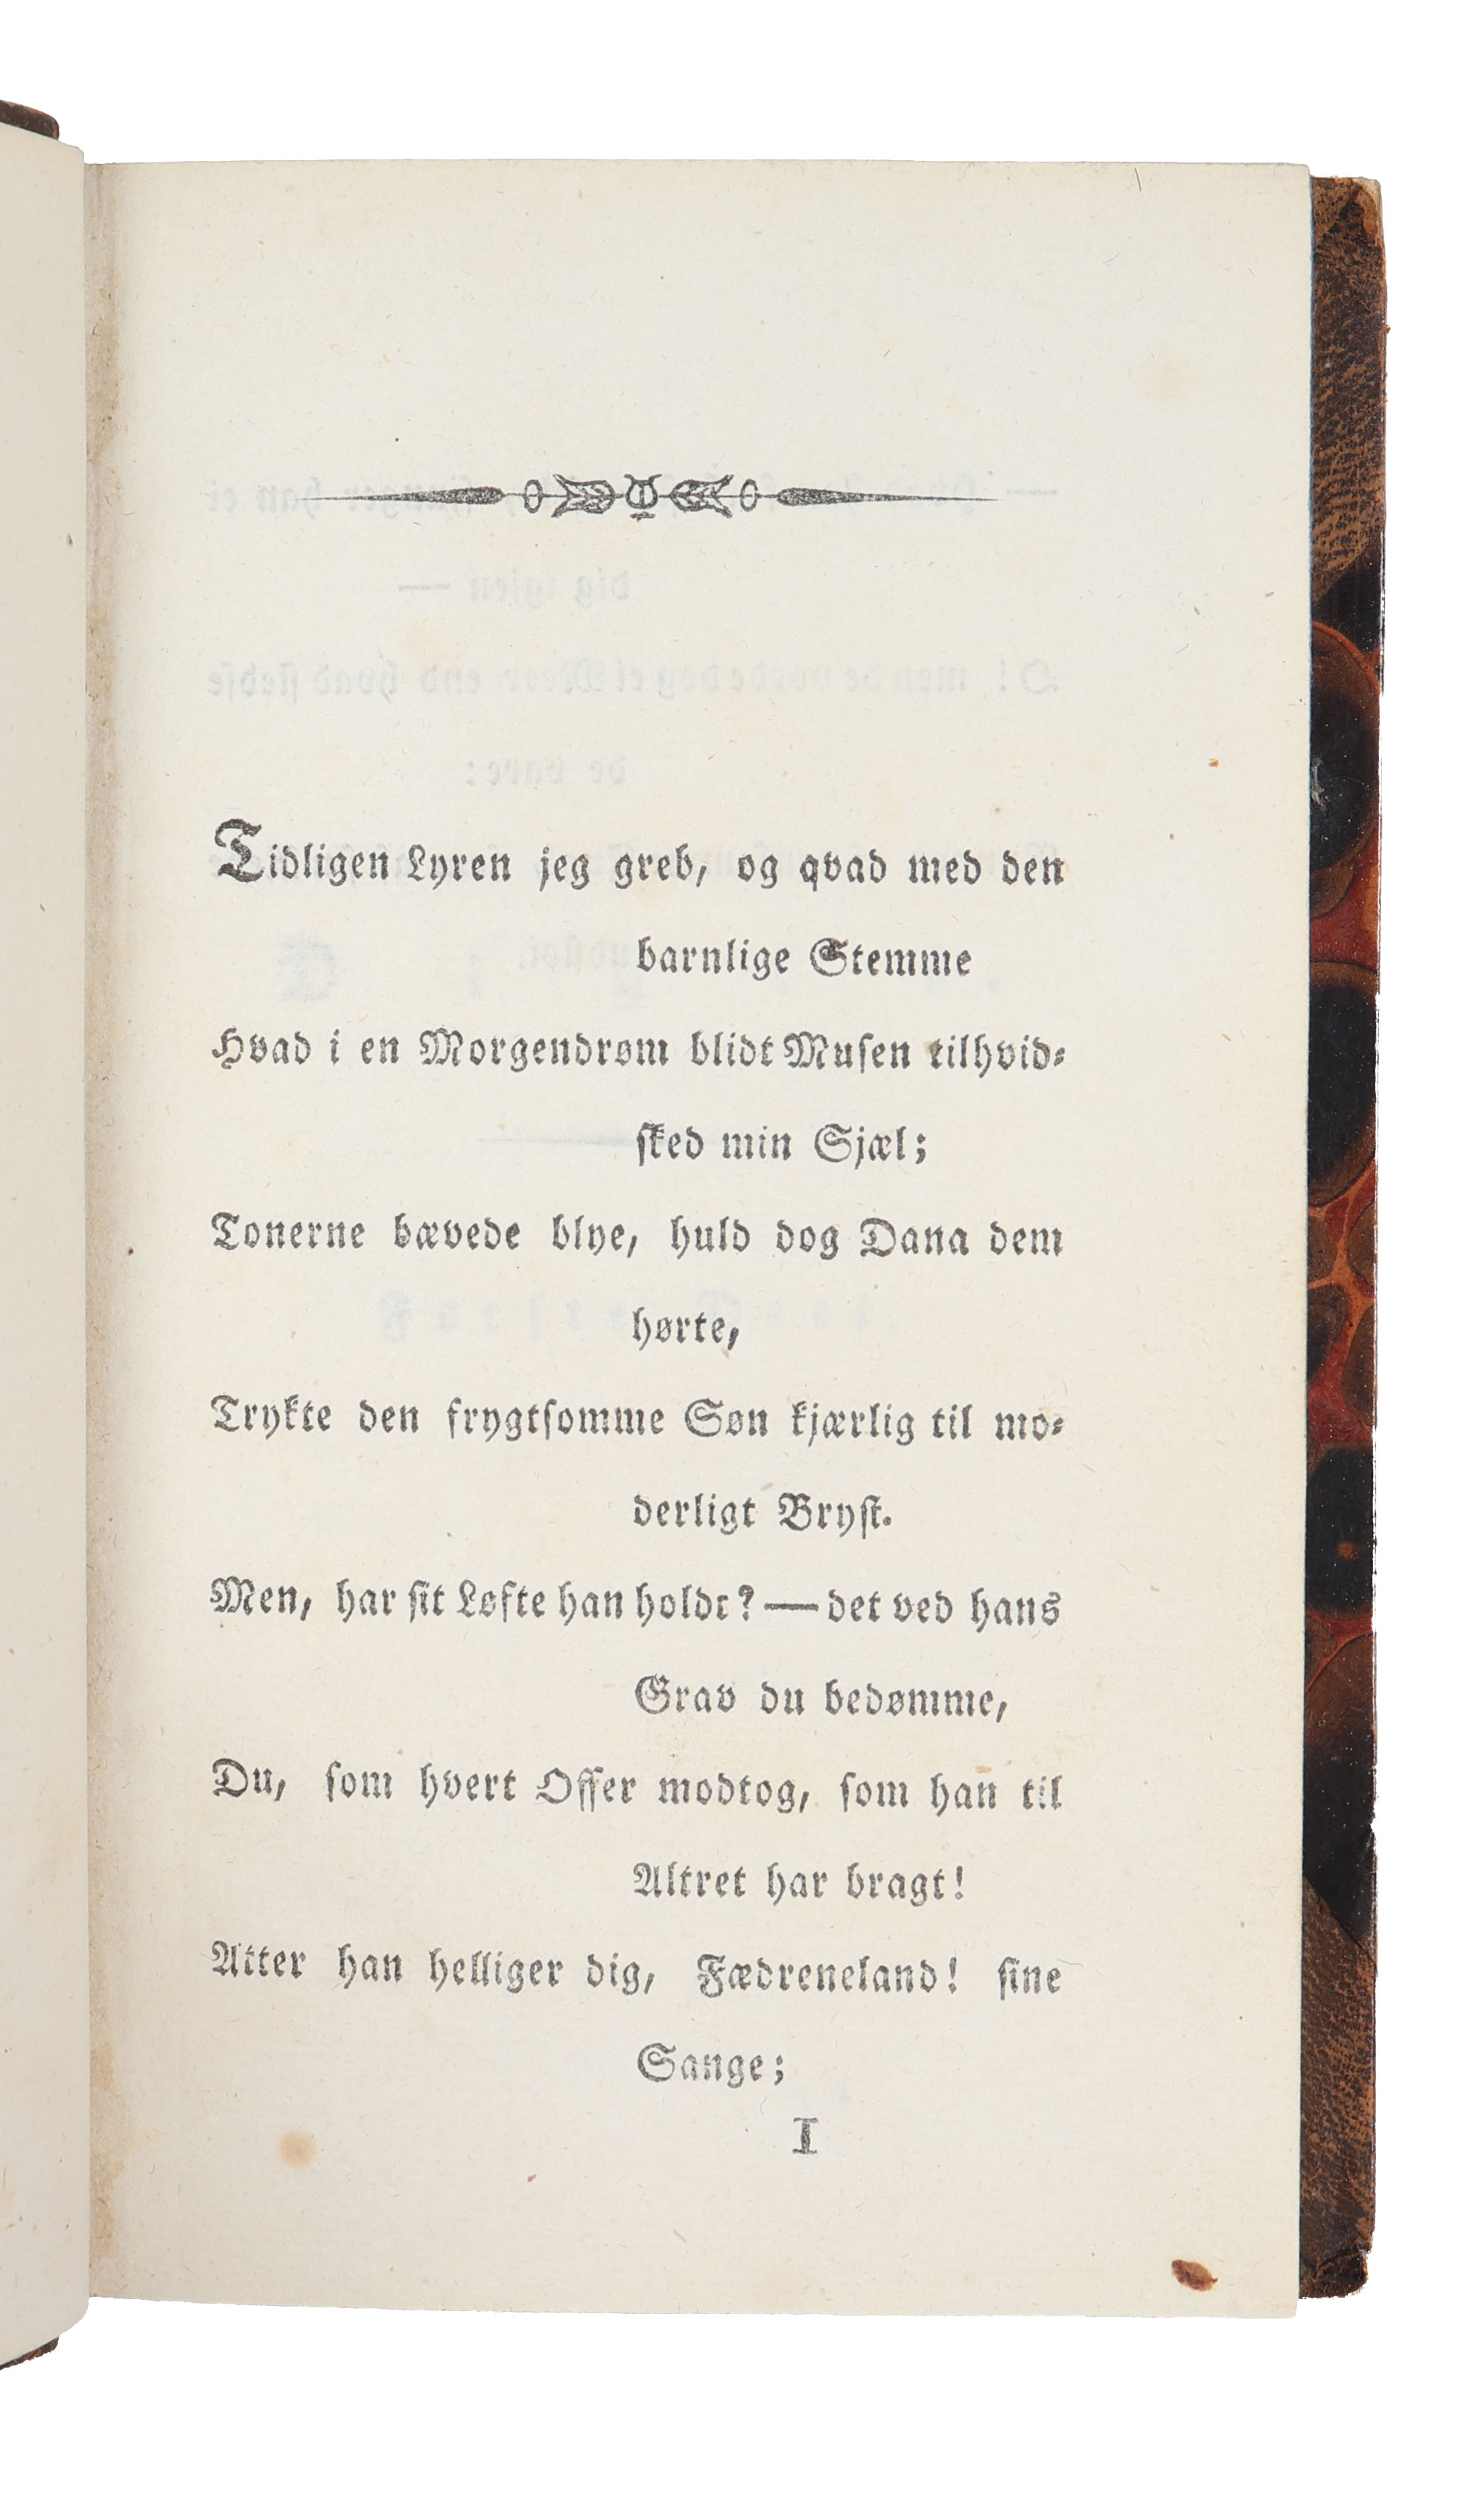 Tidligen Lyren jeg greb, og qvad med den
barnlige Stemme
Hvad i en Morgendrøm blidt Musen tilhvid-
sked min Sjæl;
Tonerne bævede blye, huld dog Dana dem
hørte,
Trykte den frygtsomme Søn kjærlig til mo-
derligt Bryst.
Men, har sit Løfte han holdt? — det ved hans
Grav du bedømme,
Du, som hvert Offer modtog, som han til
Altret har bragt!
Atter han helliger dig, Fædreneland! sine
Sange;
I